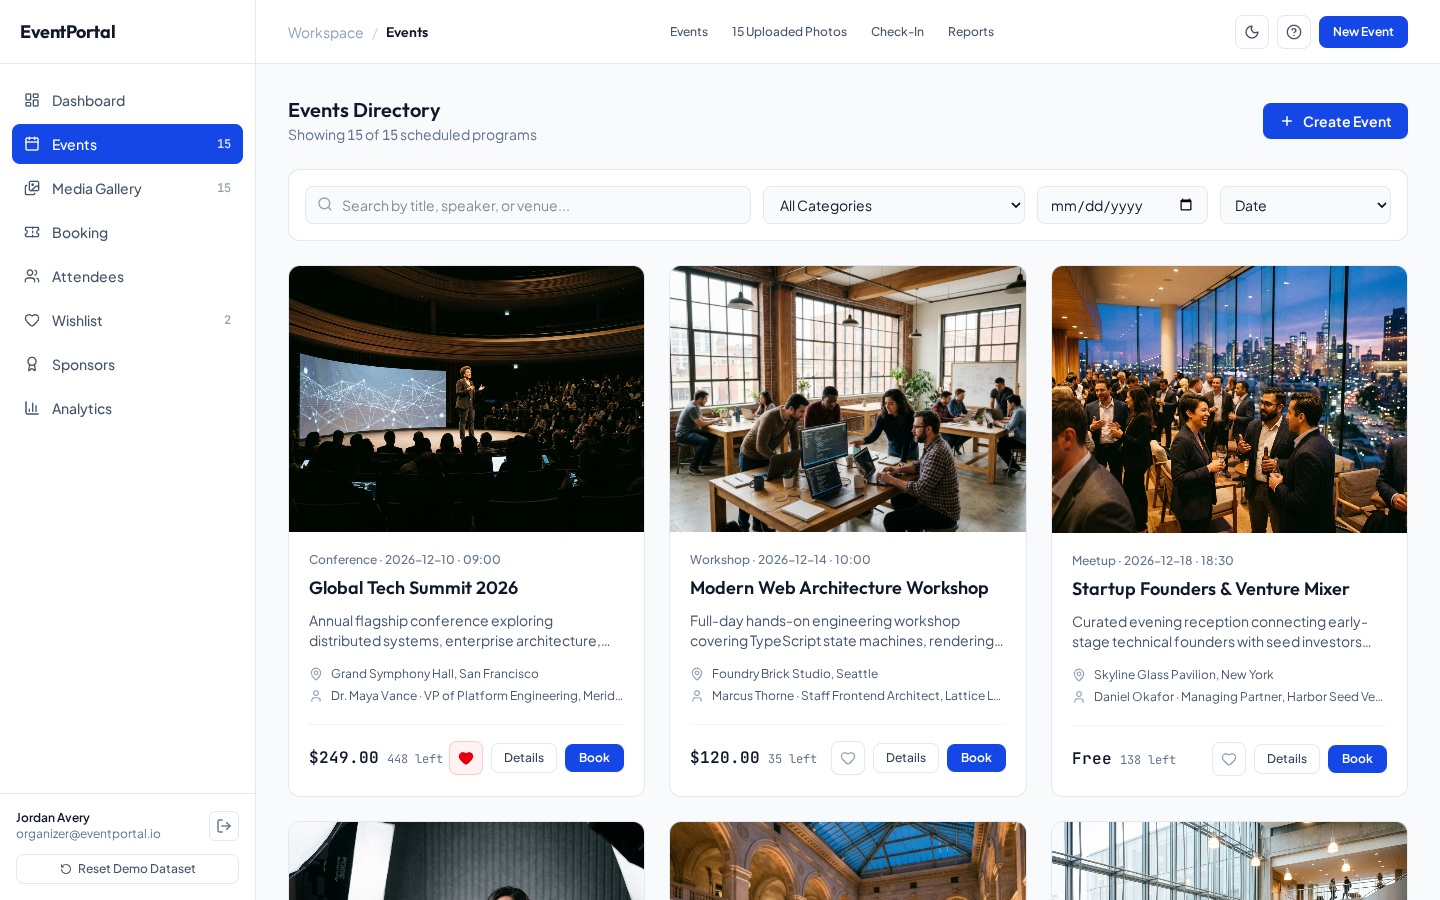 EventPortal
Workspace / Events
Events
15 Uploaded Photos
Check-In
Reports
New Event
Dashboard
Events 15
Media Gallery 15
Booking
Attendees
Wishlist 2
Sponsors
Analytics
Jordan Avery
organizer@eventportal.io
Reset Demo Dataset
Events Directory
Showing 15 of 15 scheduled programs
Create Event
Search by title, speaker, or venue...
All Categories
mm/dd/yyyy
Date
Conference · 2026-12-10 · 09:00
Global Tech Summit 2026
Annual flagship conference exploring
distributed systems, enterprise architecture,...
Grand Symphony Hall, San Francisco
Dr. Maya Vance · VP of Platform Engineering, Merid...
$249.00 448 left
Details
Book
Workshop · 2026-12-14 · 10:00
Modern Web Architecture Workshop
Full-day hands-on engineering workshop
covering TypeScript state machines, rendering...
Foundry Brick Studio, Seattle
Marcus Thorne · Staff Frontend Architect, Lattice L...
$120.00 35 left
Details
Book
Meetup · 2026-12-18 · 18:30
Startup Founders & Venture Mixer
Curated evening reception connecting early-
stage technical founders with seed investors...
Skyline Glass Pavilion, New York
Daniel Okafor · Managing Partner, Harbor Seed Ve...
Free 138 left
Details
Book